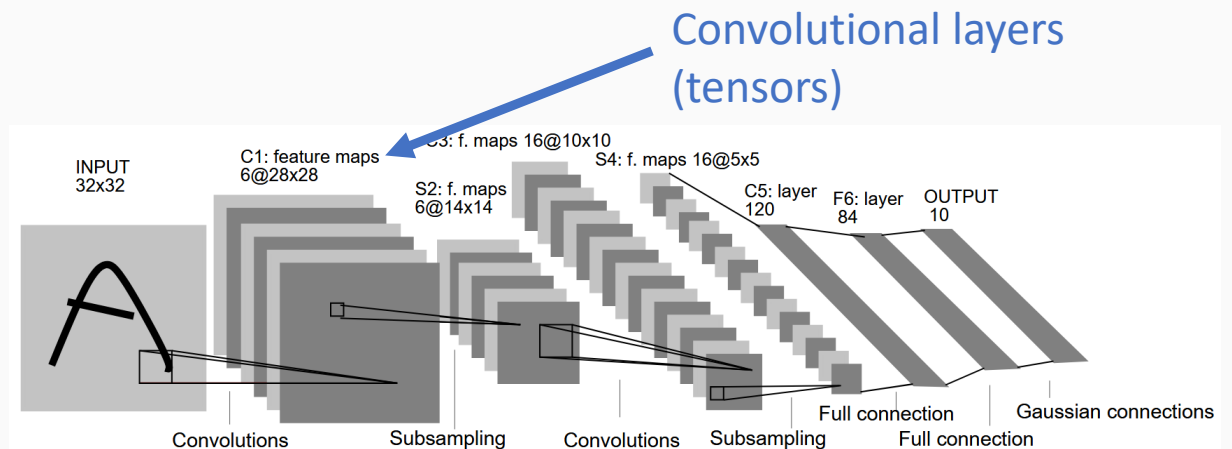 Convolutional layers
(tensors)
INPUT
32x32
C1: feature maps
6@28x28
S2: f. maps
6@14x14
C3: f. maps 16@10x10
S4: f. maps 16@5x5
C5: layer
120
F6: layer
84
OUTPUT
10
Convolutions
Subsampling
Convolutions
Subsampling
Full connection
Full connection
Gaussian connections